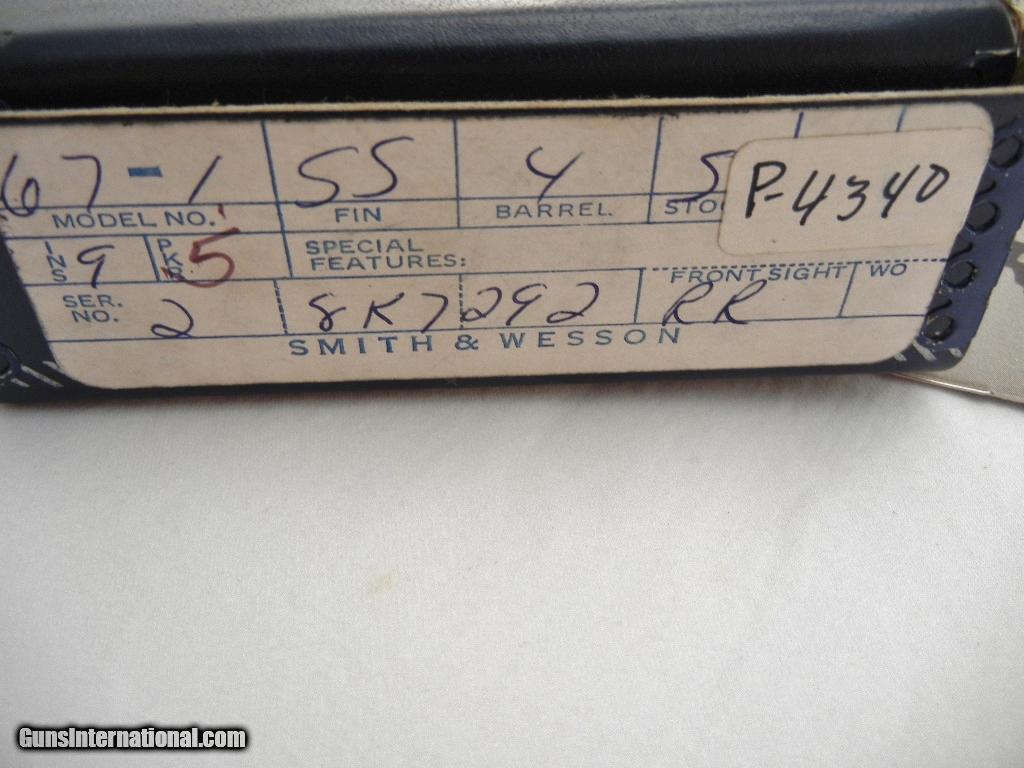 67-1 SS 4 S P-4340
MODEL NO. FIN BARREL. STO
INS 9 PKR 5 SPECIAL FEATURES:
FRONT SIGHT WO
SER. NO. 2 8K7292 RR
SMITH & WESSON
GunsInternational.com